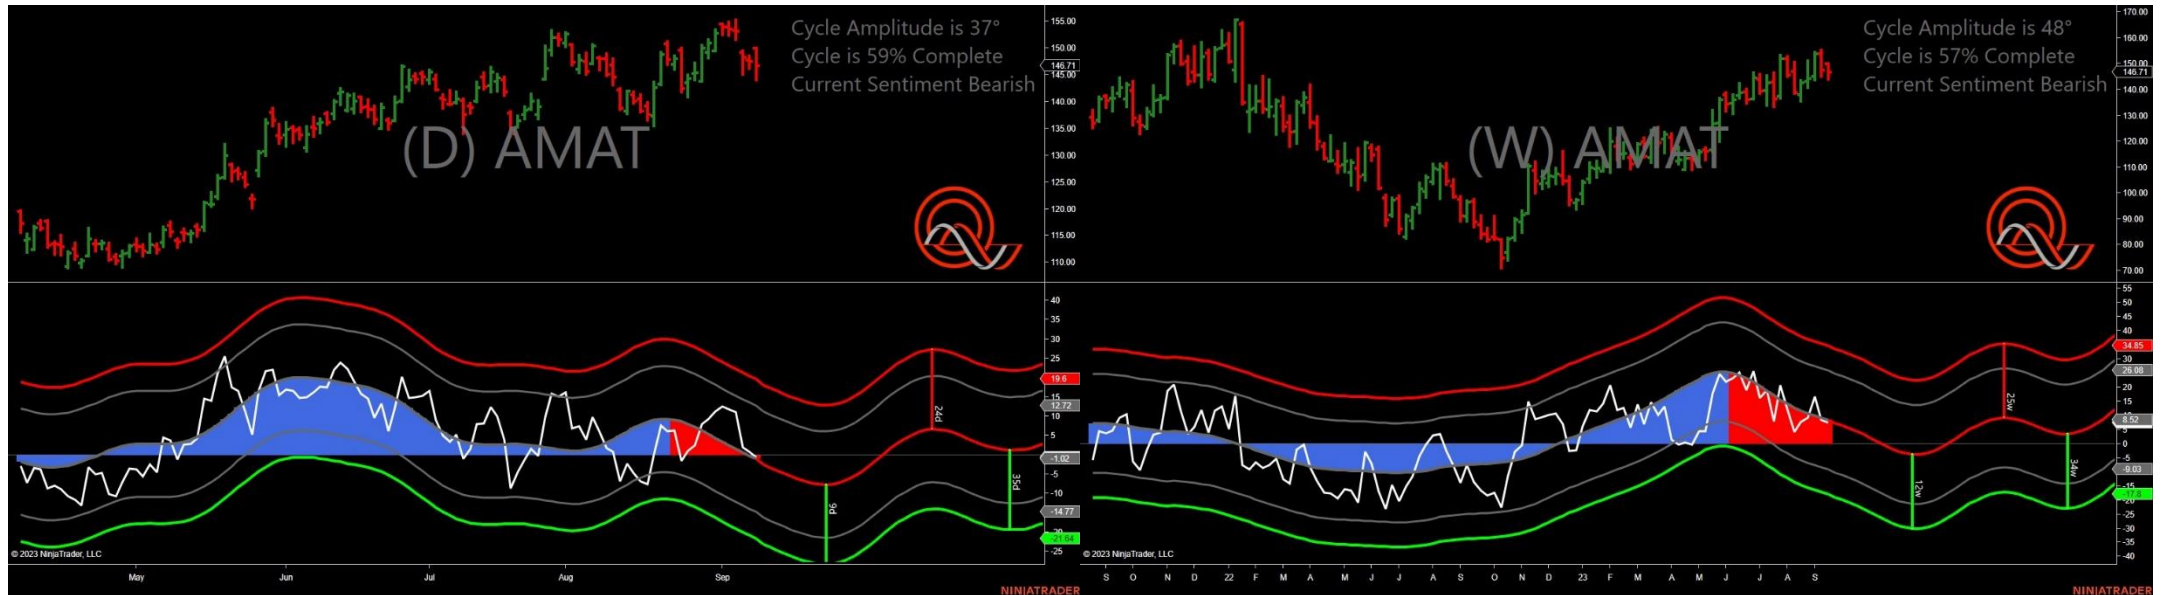 Cycle Amplitude is 37°
Cycle is 59% Complete
Current Sentiment Bearish
(D) AMAT
155.00
150.00
146.71
145.00
140.00
135.00
130.00
125.00
120.00
115.00
110.00
40
35
30
25
19.6
15
12.72
10
5
-1.02
-5
-10
-14.77
-21.64
-25
24d
35d
9d
© 2023 NinjaTrader, LLC
May Jun Jul Aug Sep
NINJATRADER
Cycle Amplitude is 48°
Cycle is 57% Complete
Current Sentiment Bearish
(W) AMAT
170.00
160.00
150.00
146.71
140.00
130.00
120.00
110.00
100.00
90.00
80.00
70.00
55
50
45
40
34.85
30
26.08
20
15
8.52
0
-5
-9.03
-15
-17.8
-25
-30
-35
-40
25w
12w
34w
© 2023 NinjaTrader, LLC
S O N D 22 F M A M J J A S O N D 23 F M A M J J A S
NINJATRADER